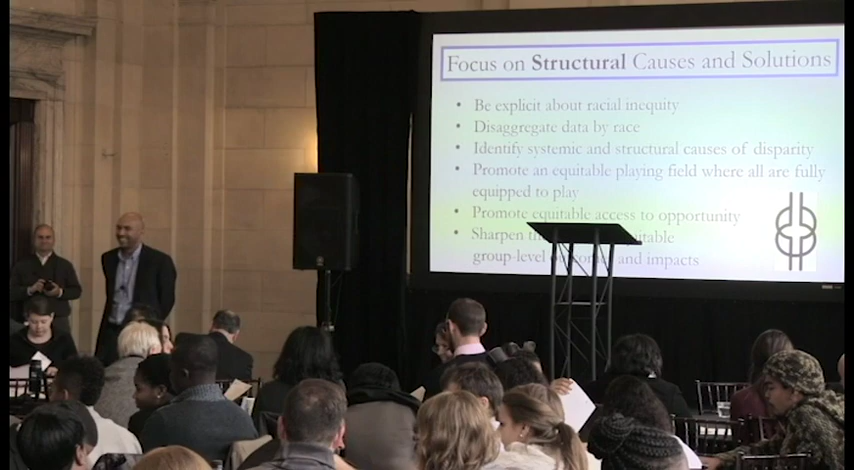 Focus on Structural Causes and Solutions
• Be explicit about racial inequity
• Disaggregate data by race
• Identify systemic and structural causes of disparity
• Promote an equitable playing field where all are fully
equipped to play
• Promote equitable access to opportunity
• Sharpen
group-level and impacts